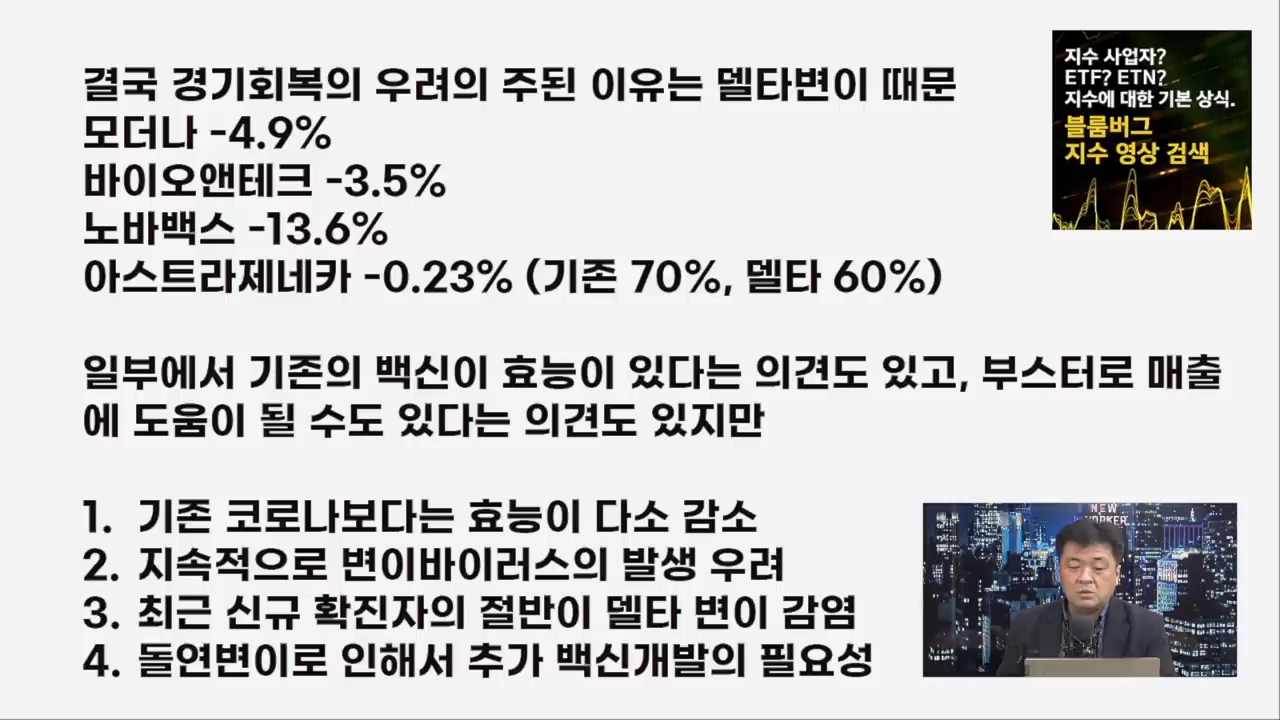 결국 경기회복의 우려의 주된 이유는 델타변이 때문
모더나 -4.9%
바이오앤테크 -3.5%
노바백스 -13.6%
아스트라제네카 -0.23% (기존 70%, 델타 60%)
일부에서 기존의 백신이 효능이 있다는 의견도 있고, 부스터로 매출
에 도움이 될 수도 있다는 의견도 있지만
1. 기존 코로나보다는 효능이 다소 감소
2. 지속적으로 변이바이러스의 발생 우려
3. 최근 신규 확진자의 절반이 델타 변이 감염
4. 돌연변이로 인해서 추가 백신개발의 필요성
지수 사업자?
ETF? ETN?
지수에 대한 기본 상식.
블룸버그
지수 영상 검색
NEW